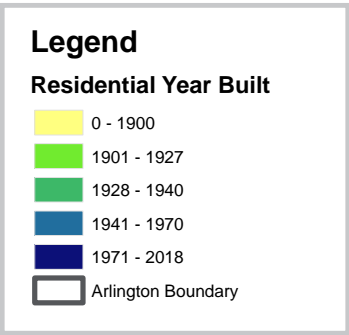 Legend
Residential Year Built
0 - 1900
1901 - 1927
1928 - 1940
1941 - 1970
1971 - 2018
Arlington Boundary